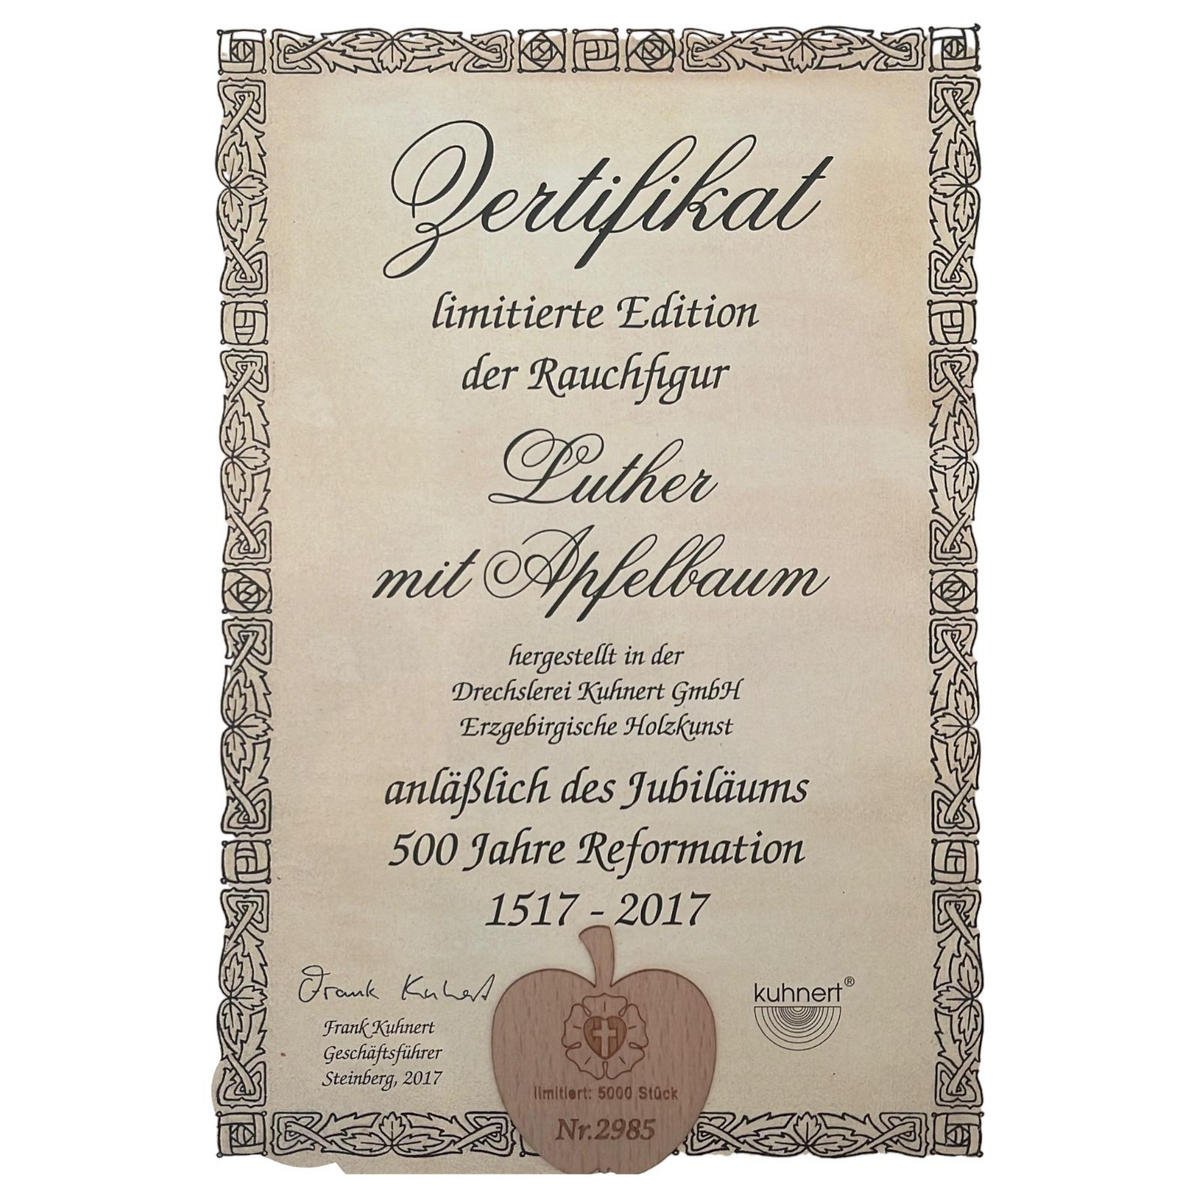 Zertifikat
limitierte Edition
der Rauchfigur
Luther
mit Apfelbaum
hergestellt in der
Drechslerei Kuhnert GmbH
Erzgebirgische Holzkunst
anläßlich des Jubiläums
500 Jahre Reformation
1517 - 2017
Frank Kuhnert
Frank Kuhnert
Geschäftsführer
Steinberg, 2017
limitiert: 5000 Stück
Nr.2985
kuhnert®